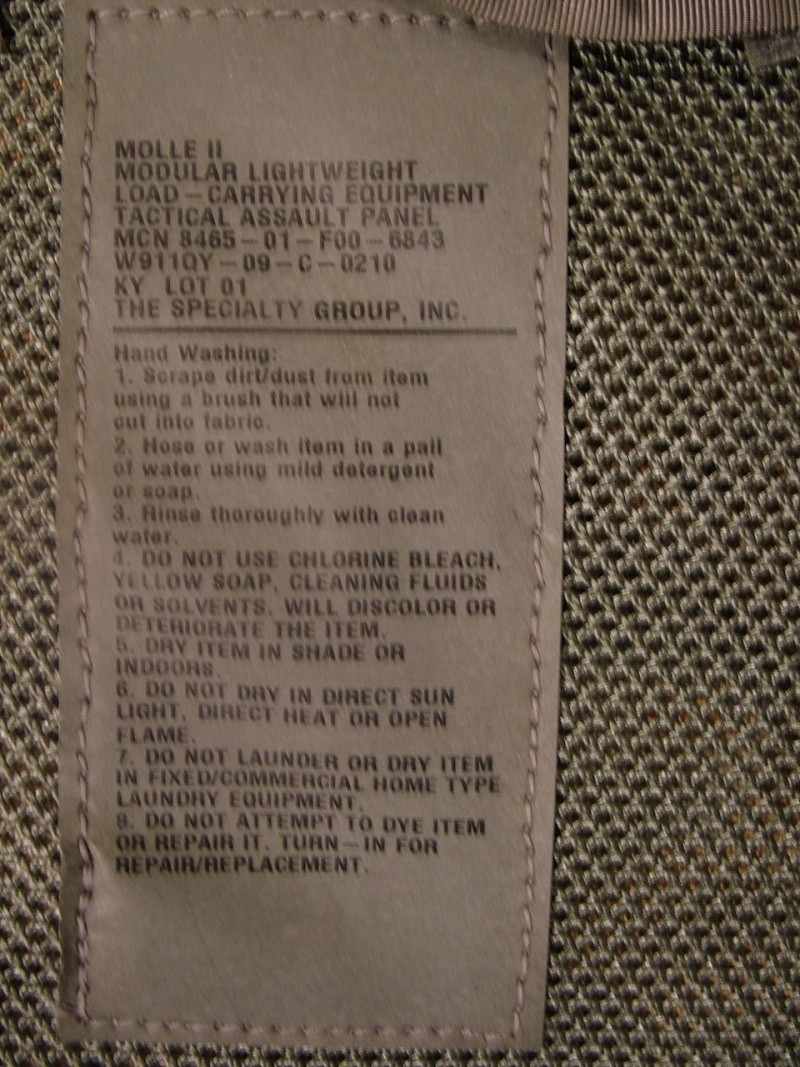 MOLLE II
MODULAR LIGHTWEIGHT
LOAD-CARRYING EQUIPMENT
TACTICAL ASSAULT PANEL
MCN 8465-01-F00-6843
W911QY-09-C-0210
KY LOT 01
THE SPECIALTY GROUP, INC.
Hand Washing:
1. Scrape dirt/dust from item
using a brush that will not
cut into fabric.
2. Hose or wash item in a pail
of water using mild detergent
or soap.
3. Rinse thoroughly with clean
water.
4. DO NOT USE CHLORINE BLEACH,
YELLOW SOAP, CLEANING FLUIDS
OR SOLVENTS. WILL DISCOLOR OR
DETERIORATE THE ITEM.
5. DRY ITEM IN SHADE OR
INDOORS.
6. DO NOT DRY IN DIRECT SUN
LIGHT, DIRECT HEAT OR OPEN
FLAME.
7. DO NOT LAUNDER OR DRY ITEM
IN FIXED/COMMERCIAL HOME TYPE
LAUNDRY EQUIPMENT.
8. DO NOT ATTEMPT TO DYE ITEM
OR REPAIR IT. TURN-IN FOR
REPAIR/REPLACEMENT.